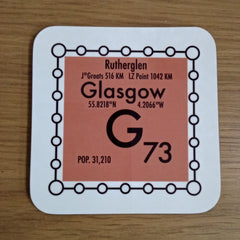 Rutherglen
J'Groats 516 KM LZ Point 1042 KM
Glasgow
55.8218°N 4.2066°W
G
73
POP. 31,210